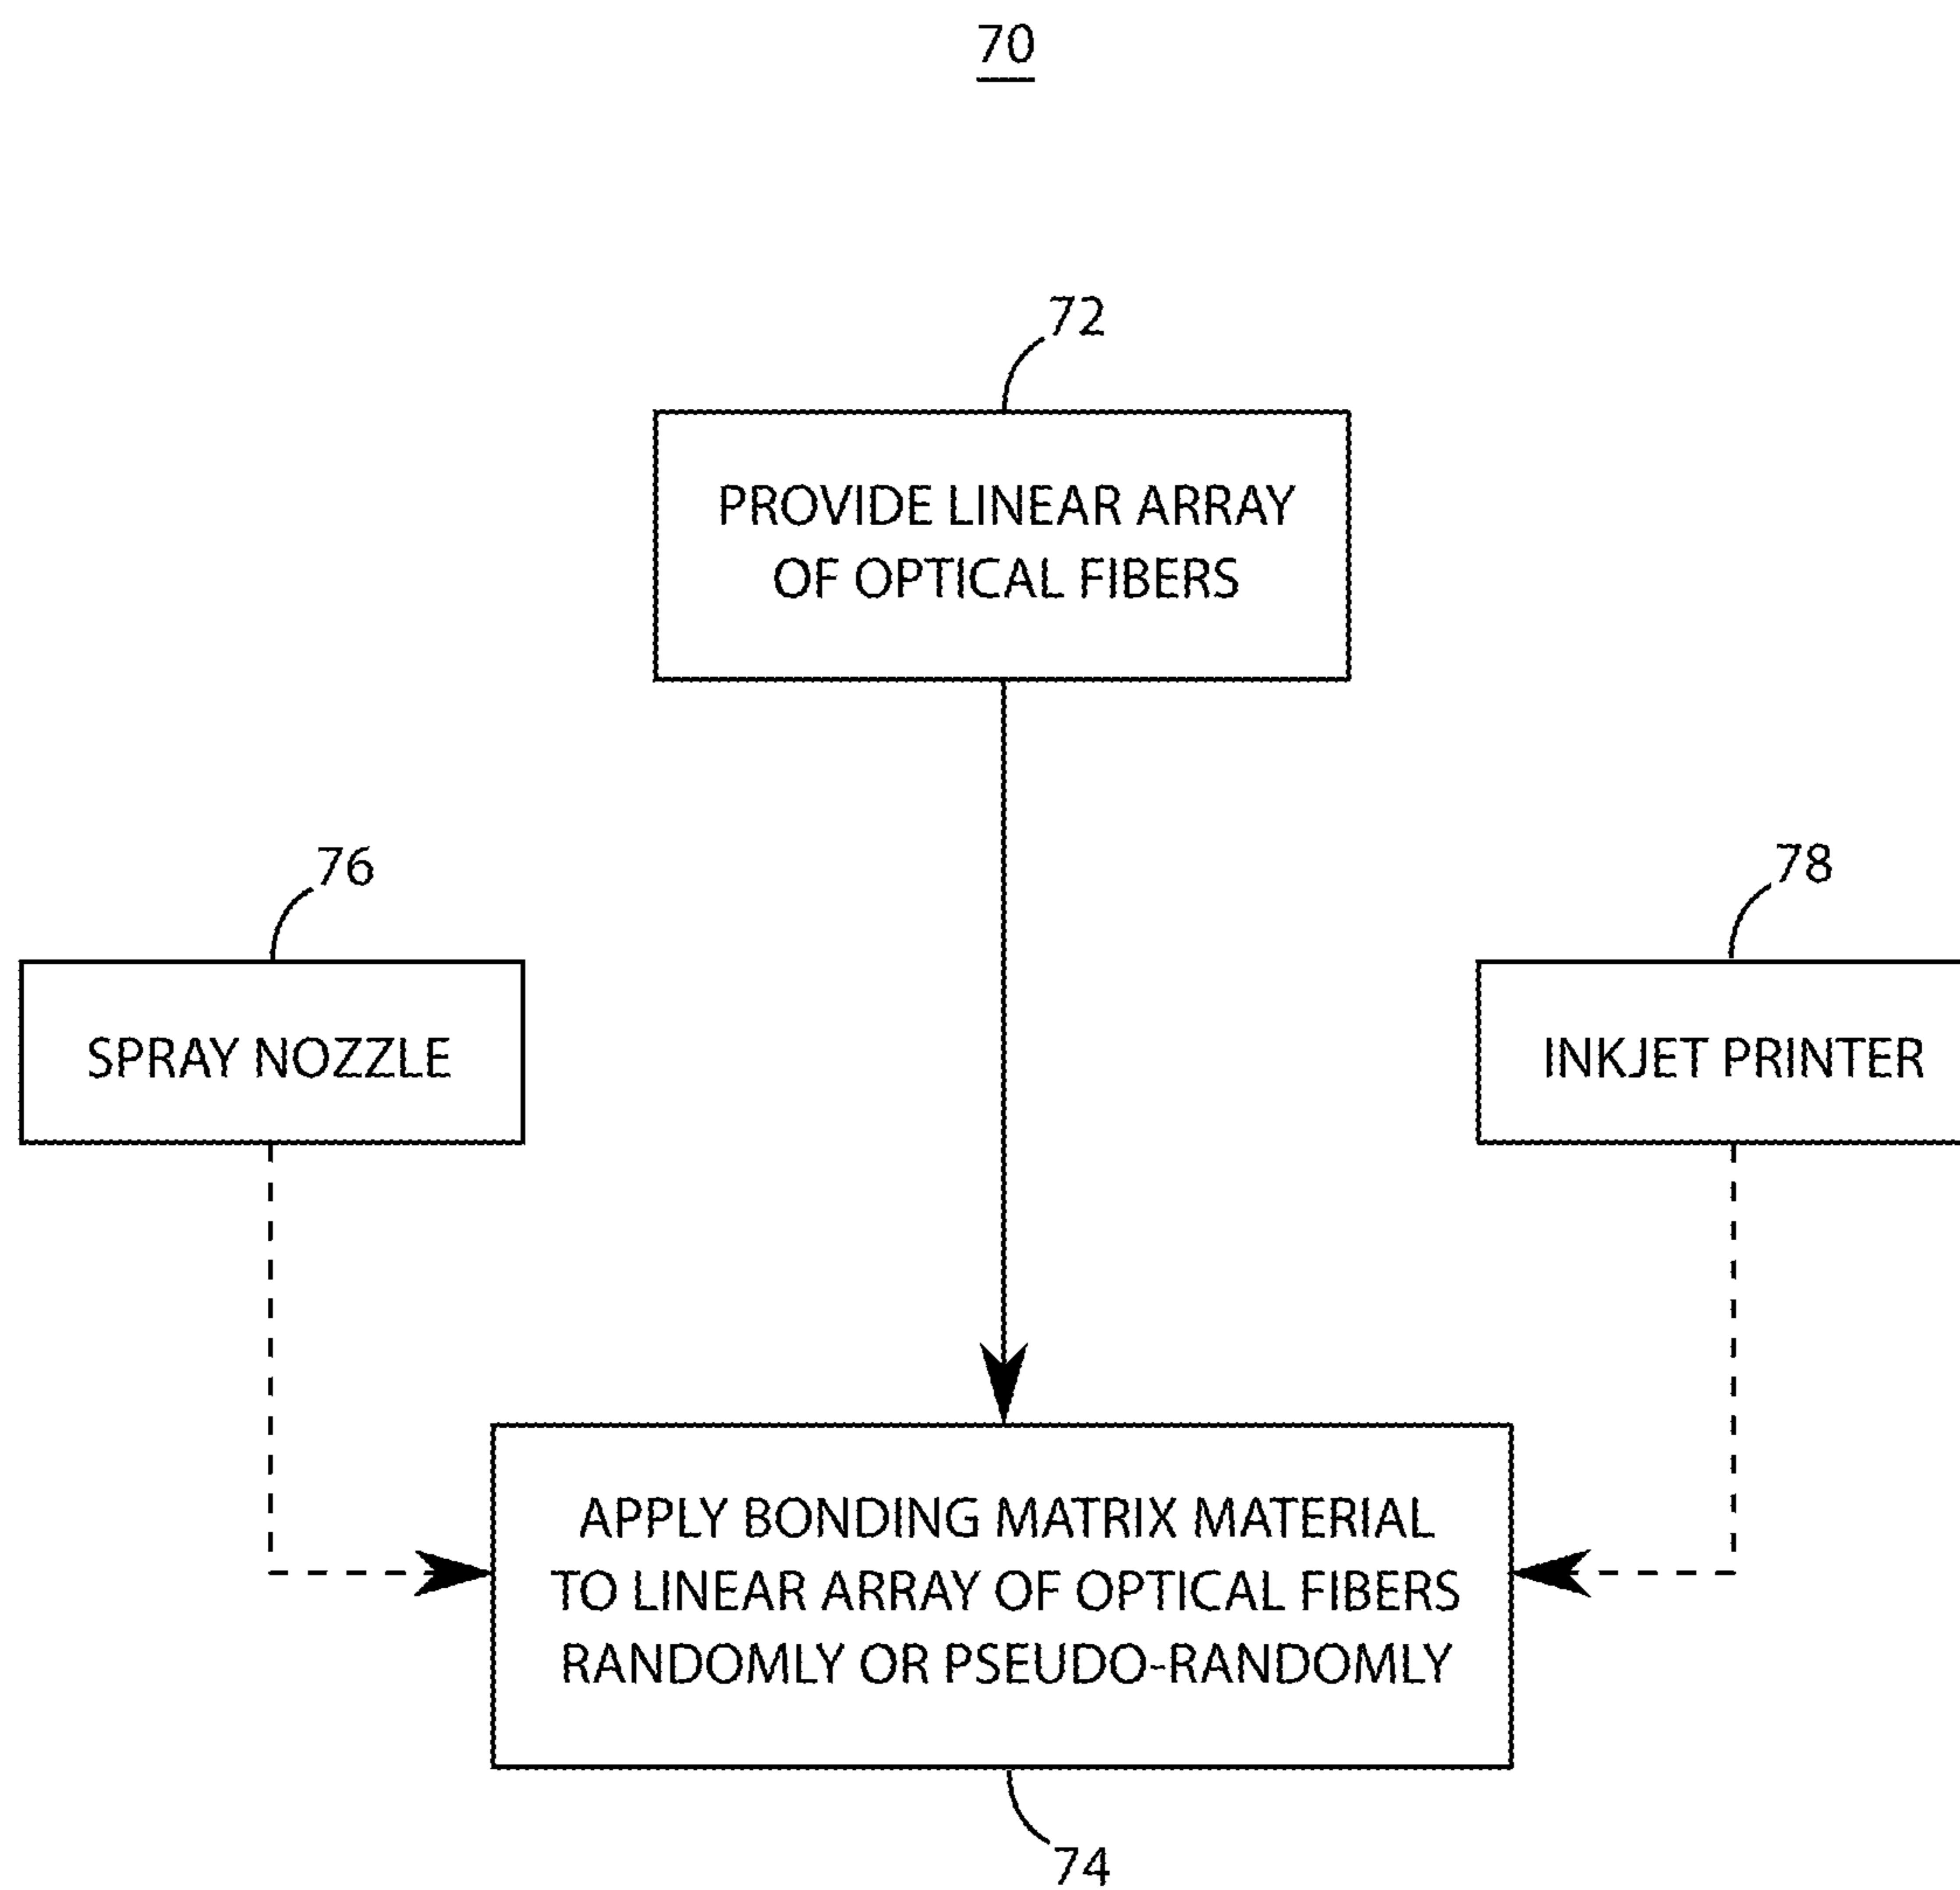 70
72
PROVIDE LINEAR ARRAY
OF OPTICAL FIBERS
76
78
SPRAY NOZZLE
INKJET PRINTER
APPLY BONDING MATRIX MATERIAL
TO LINEAR ARRAY OF OPTICAL FIBERS
RANDOMLY OR PSEUDO-RANDOMLY
74